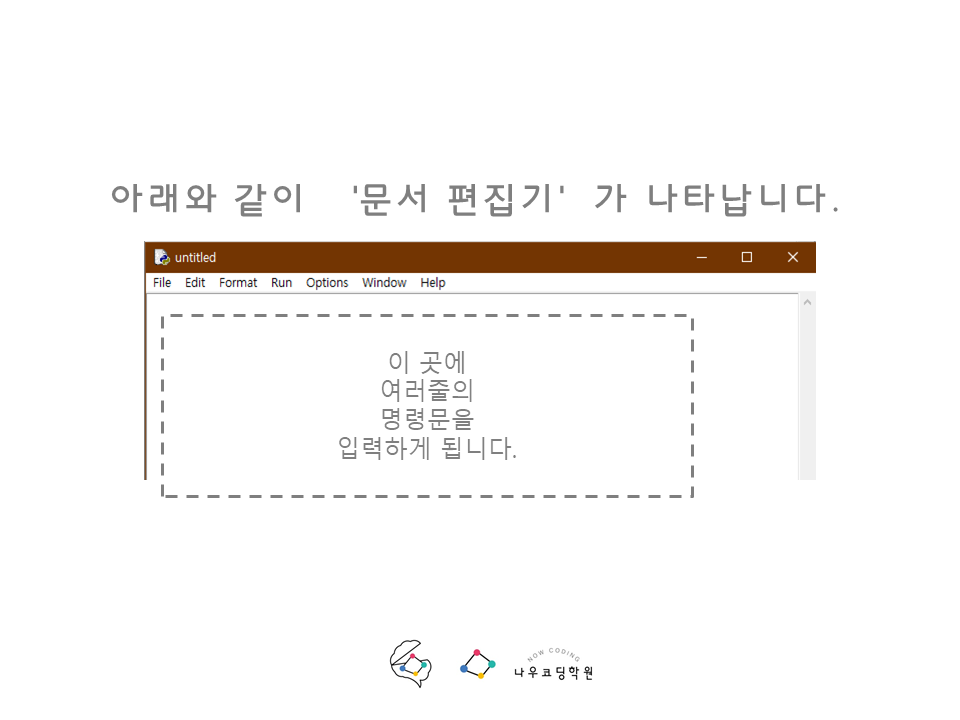 아래와 같이 '문서 편집기' 가 나타납니다.
untitled
File Edit Format Run Options Window Help
이 곳에
여러줄의
명령문을
입력하게 됩니다.
NOW CODING
나우코딩학원